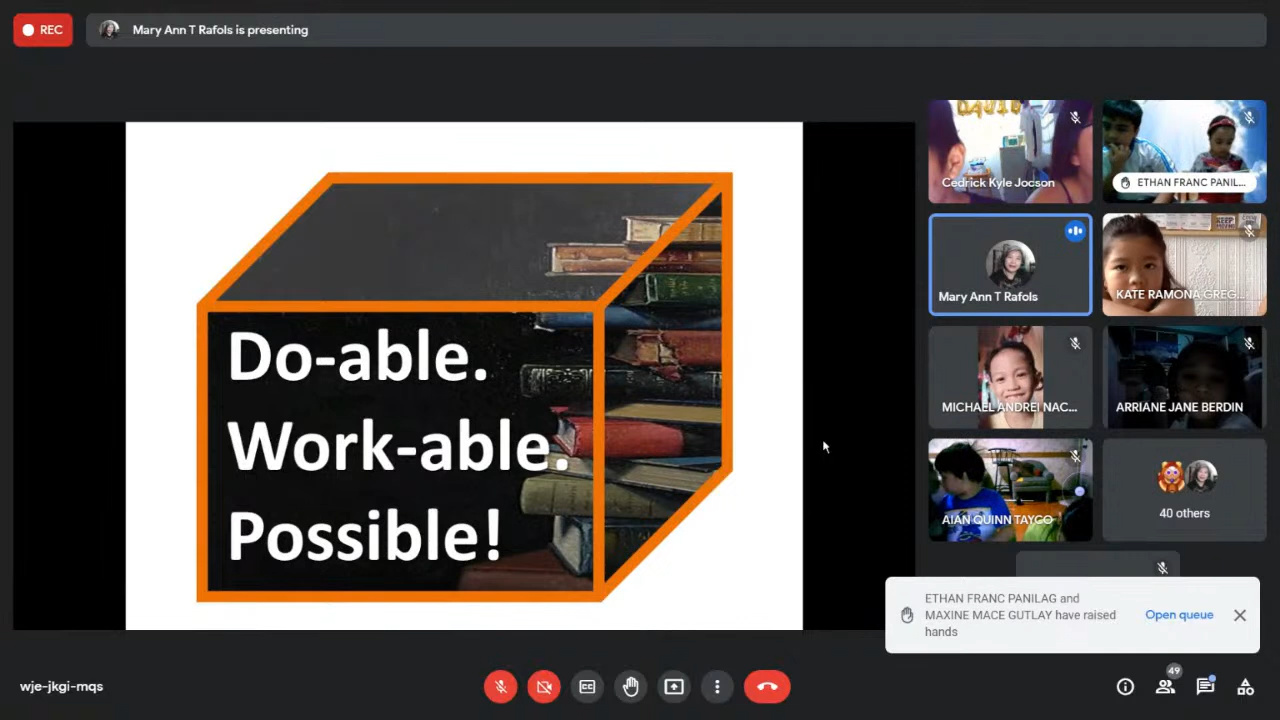 REC
Mary Ann T Rafols is presenting
Do-able.
Work-able.
Possible!
Cedrick Kyle Jocson
ETHAN FRANC PANIL...
Mary Ann T Rafols
KATE RAMONA GREG...
MICHAEL ANDREI NAC...
ARRIANE JANE BERDIN
AIAN QUINN TAYCO
40 others
ETHAN FRANC PANILAG and
MAXINE MACE GUTLAY have raised
hands
Open queue
wje-jkgi-mqs
CC
49